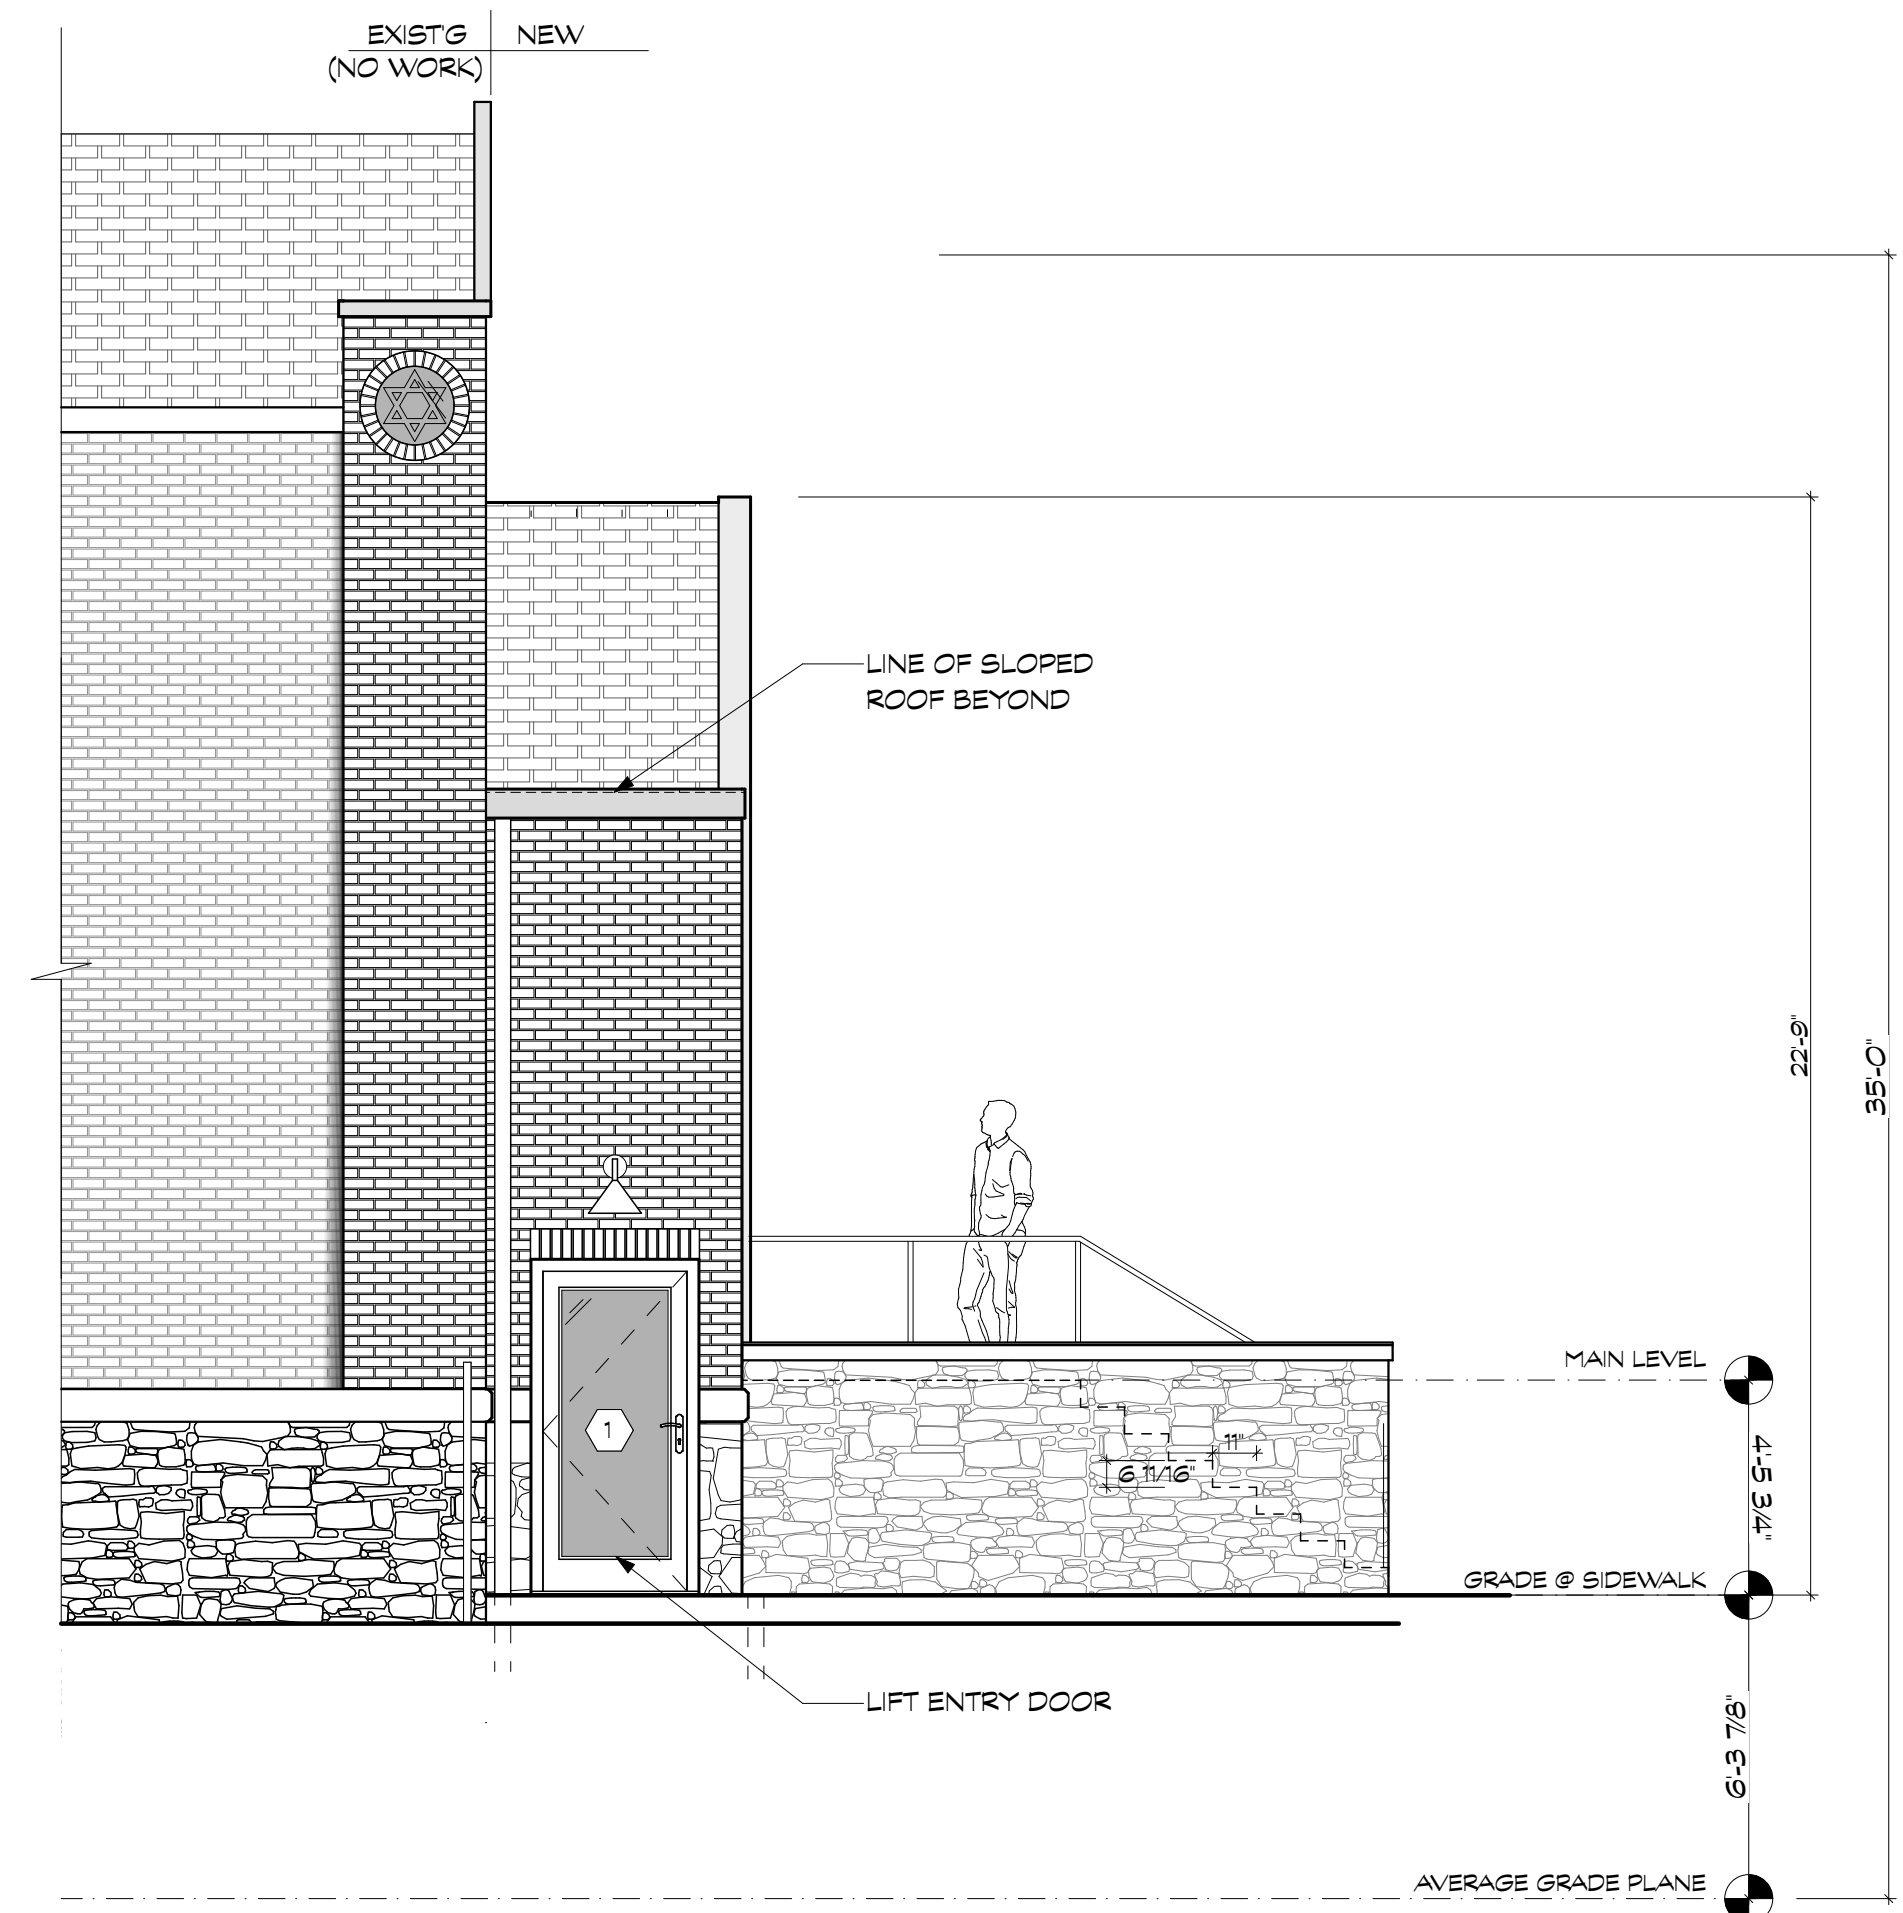 EXIST'G NEW
(NO WORK)
LINE OF SLOPED
ROOF BEYOND
22'-9"
35'-0"
MAIN LEVEL
1
11"
6 11/16"
4'-5 3/4"
GRADE @ SIDEWALK
LIFT ENTRY DOOR
6'-3 7/8"
AVERAGE GRADE PLANE